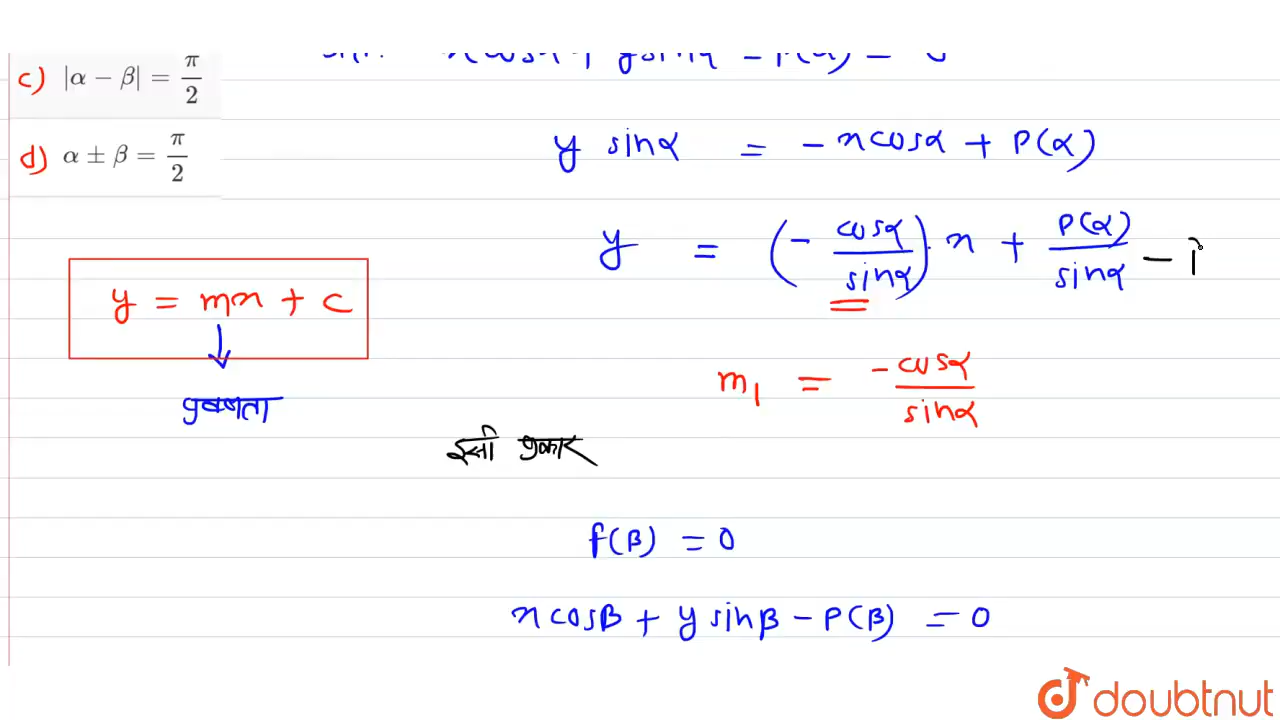 c) |α − β| = π/2
d) α ± β = π/2
y sinα = - x cosα + P(α)
y = (- cosα/sinα) . x + P(α)/sinα -
y = mx + c
प्रवणता
m₁ = -cosα/sinα
इसी प्रकार
f(β) = 0
x cosβ + y sinβ - P(β) = 0
doubtnut